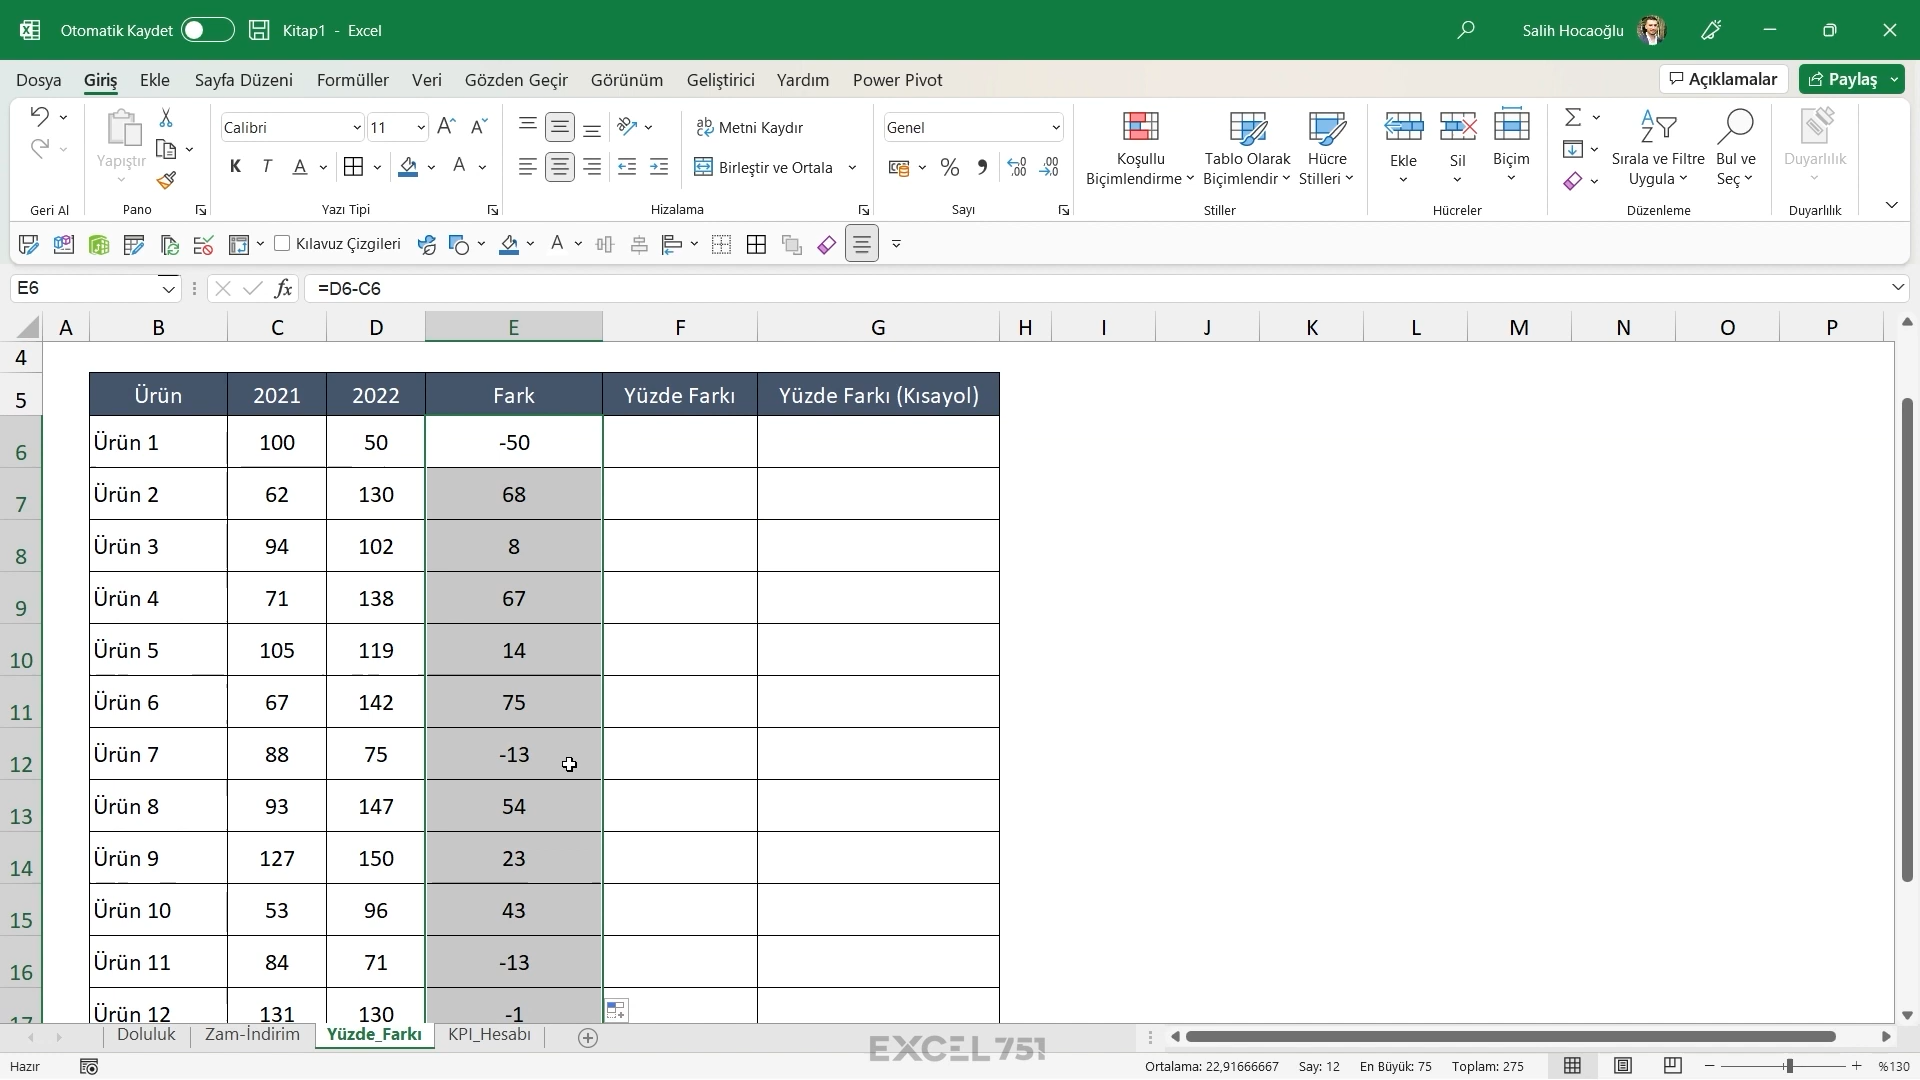 Otomatik Kaydet Kitap1 - Excel Salih Hocaoğlu
Dosya Giriş Ekle Sayfa Düzeni Formüller Veri Gözden Geçir Görünüm Geliştirici Yardım Power Pivot Açıklamalar Paylaş
Yapıştır
Calibri 11
K T A
ab Metni Kaydır
Birleştir ve Ortala
Genel
% ,
Koşullu Biçimlendirme
Tablo Olarak Biçimlendir
Hücre Stilleri
Ekle Sil Biçim
Sırala ve Filtre Uygula
Bul ve Seç
Duyarlılık
Geri Al Pano Yazı Tipi Hizalama Sayı Stiller Hücreler Düzenleme Duyarlılık
Kılavuz Çizgileri
E6 fx =D6-C6
A B C D E F G H I J K L M N O P
4
5 Ürün 2021 2022 Fark Yüzde Farkı Yüzde Farkı (Kısayol)
6 Ürün 1 100 50 -50
7 Ürün 2 62 130 68
8 Ürün 3 94 102 8
9 Ürün 4 71 138 67
10 Ürün 5 105 119 14
11 Ürün 6 67 142 75
12 Ürün 7 88 75 -13
13 Ürün 8 93 147 54
14 Ürün 9 127 150 23
15 Ürün 10 53 96 43
16 Ürün 11 84 71 -13
17 Ürün 12 131 130 -1
Doluluk Zam-İndirim Yüzde_Farkı KPI_Hesabı
EXCEL 751
Hazır Ortalama: 22,91666667 Say: 12 En Büyük: 75 Toplam: 275 %130